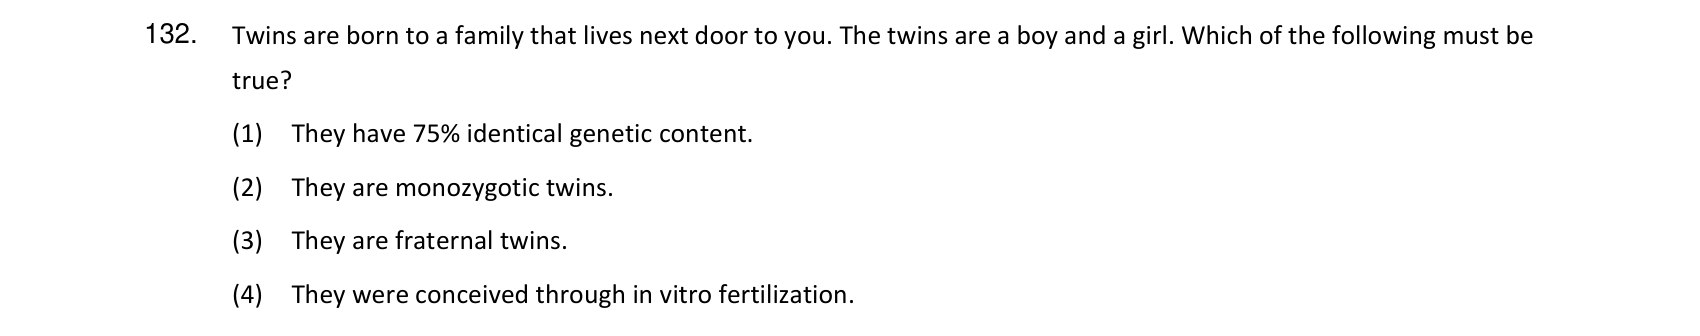 132. Twins are born to a family that lives next door to you. The twins are a boy and a girl. Which of the following must be
true?
(1) They have 75% identical genetic content.
(2) They are monozygotic twins.
(3) They are fraternal twins.
(4) They were conceived through in vitro fertilization.